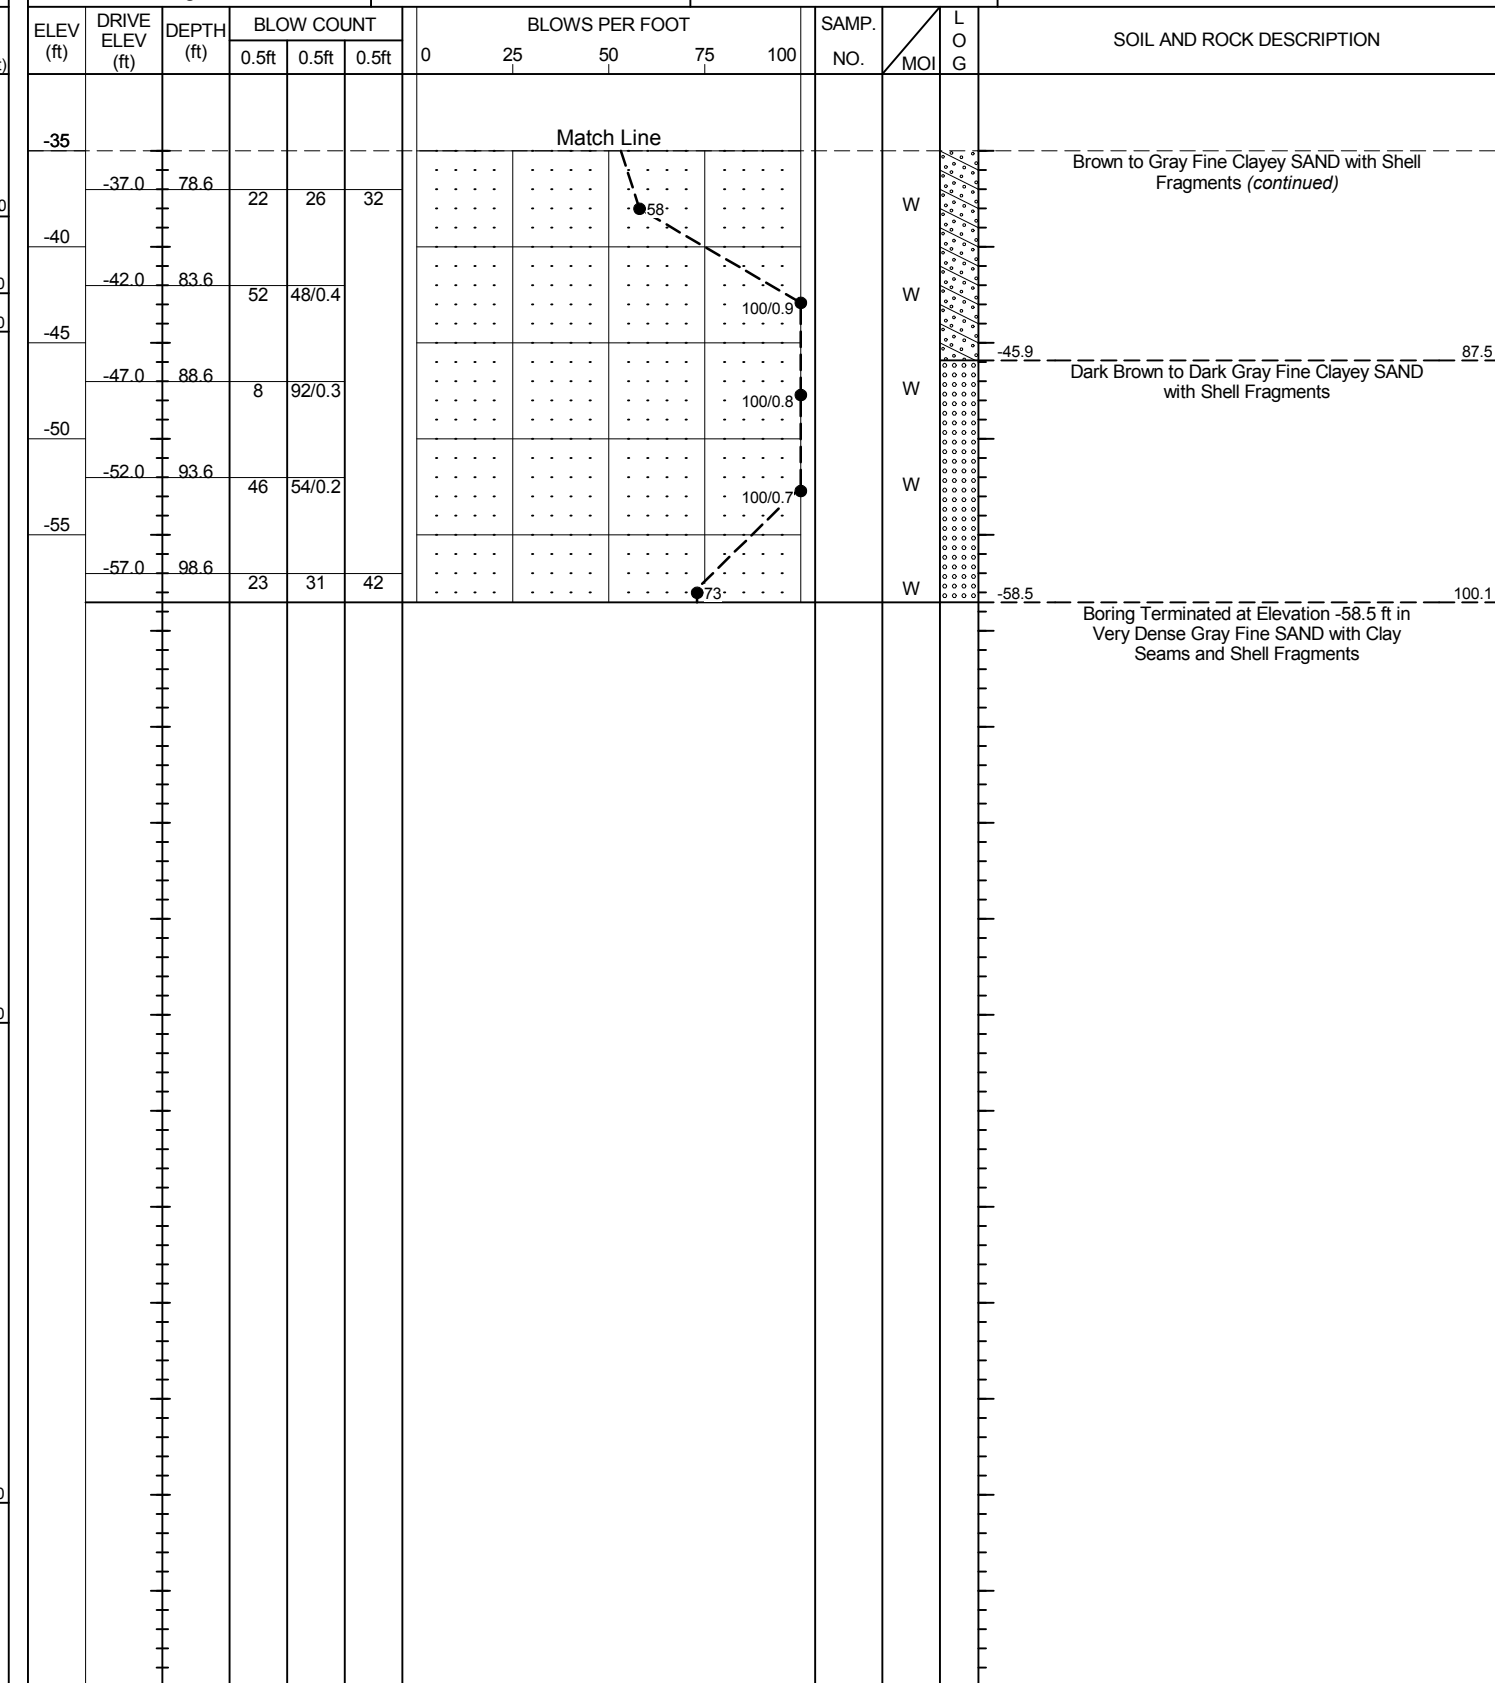 ELEV (ft) DRIVE ELEV (ft) DEPTH (ft) BLOW COUNT BLOWS PER FOOT SAMP. NO. MOI LOG SOIL AND ROCK DESCRIPTION
0.5ft 0.5ft 0.5ft 0 25 50 75 100
Match Line
-35
Brown to Gray Fine Clayey SAND with Shell
Fragments (continued)
-37.0 78.6 22 26 32 58 W
-40
-42.0 83.6 52 48/0.4 100/0.9 W
-45
-45.9 87.5
Dark Brown to Dark Gray Fine Clayey SAND
with Shell Fragments
-47.0 88.6 8 92/0.3 100/0.8 W
-50
-52.0 93.6 46 54/0.2 100/0.7 W
-55
-57.0 98.6 23 31 42 73 W
-58.5 100.1
Boring Terminated at Elevation -58.5 ft in
Very Dense Gray Fine SAND with Clay
Seams and Shell Fragments